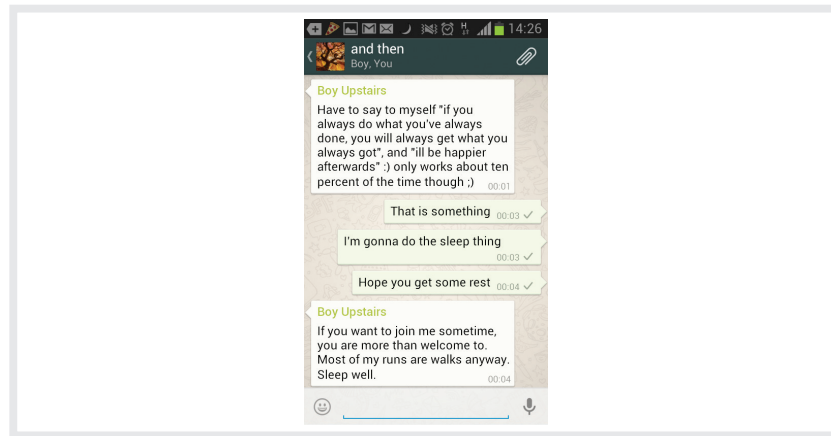 14:26
and then
Boy, You
Boy Upstairs
Have to say to myself "if you
always do what you've always
done, you will always get what you
always got", and "ill be happier
afterwards" :) only works about ten
percent of the time though ;) 00:01
That is something 00:03
I'm gonna do the sleep thing
00:03
Hope you get some rest 00:04
Boy Upstairs
If you want to join me sometime,
you are more than welcome to.
Most of my runs are walks anyway.
Sleep well. 00:04